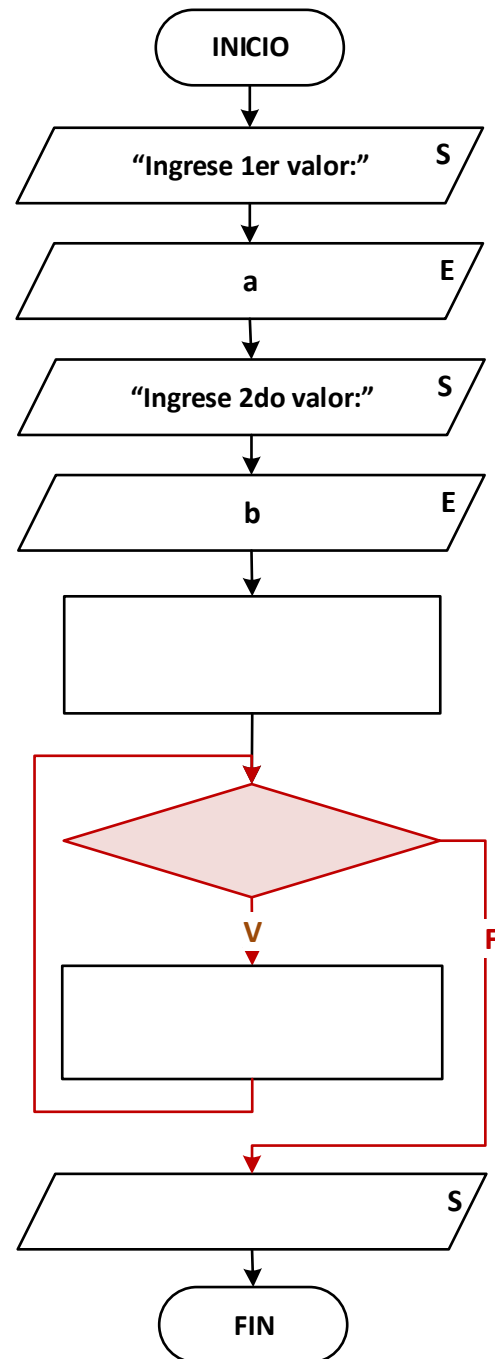 INICIO
“Ingrese 1er valor:” S
a E
“Ingrese 2do valor:” S
b E
V
F
S
FIN